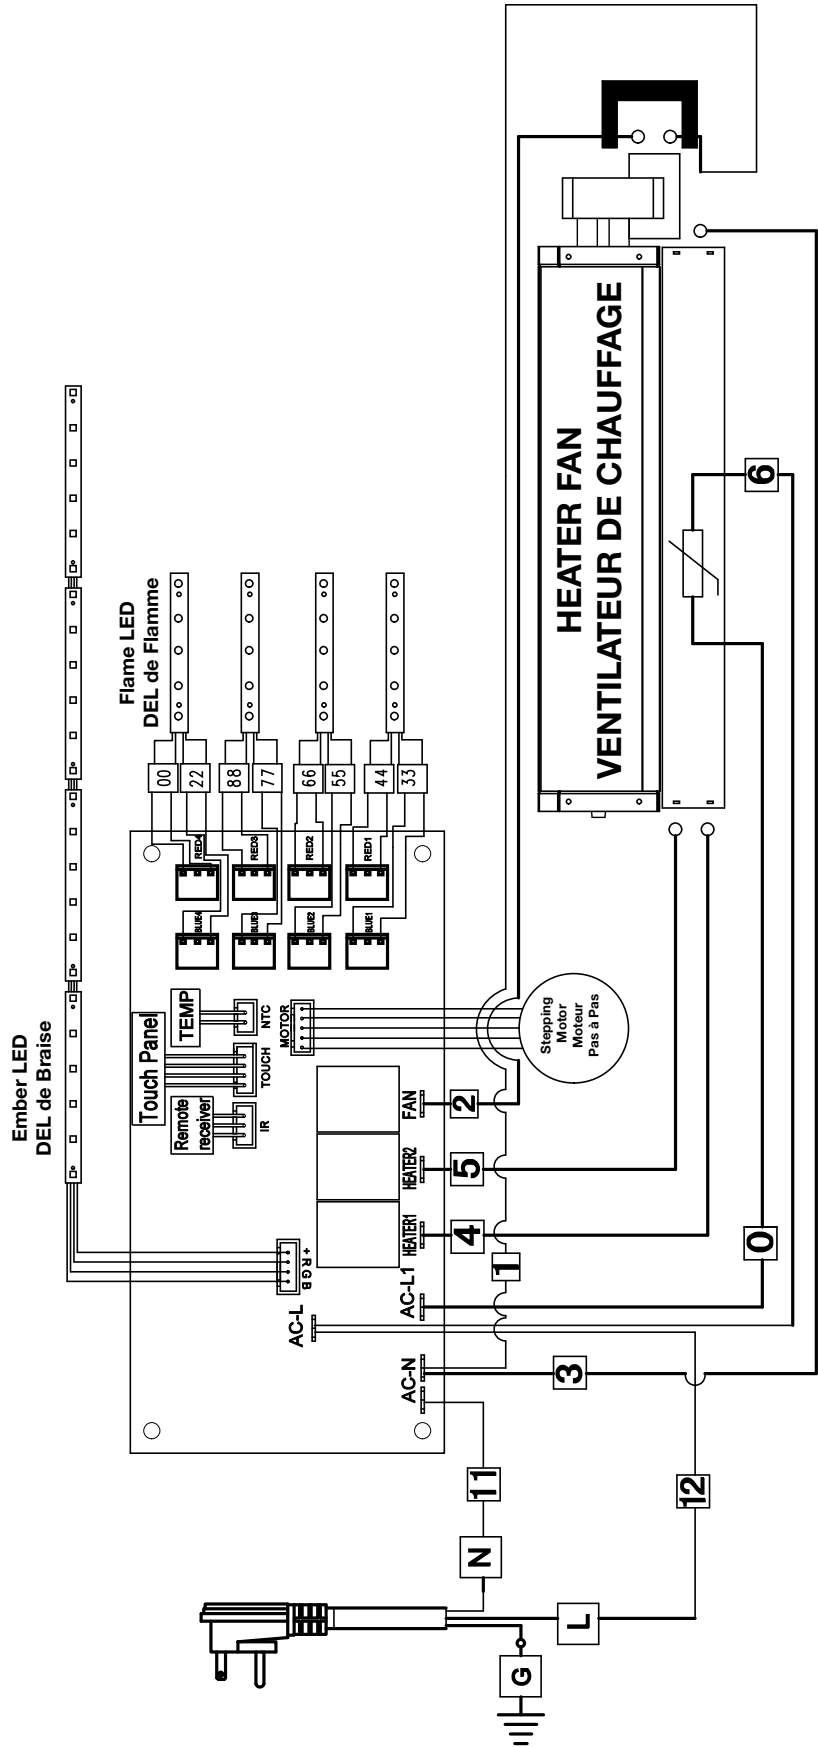 Ember LED
DEL de Braise
Flame LED
DEL de Flamme
Touch Panel
TEMP
Remote
receiver
IR
TOUCH
NTC
MOTOR
+
R
G
B
BLUE4
RED4
BLUE3
RED3
BLUE2
RED2
BLUE1
RED1
00
22
88
77
66
55
44
33
AC-L
AC-N
AC-L1
HEATER1
HEATER2
FAN
N
11
G
L
12
3
1
4
5
2
0
6
Stepping
Motor
Moteur
Pas à Pas
HEATER FAN
VENTILATEUR DE CHAUFFAGE